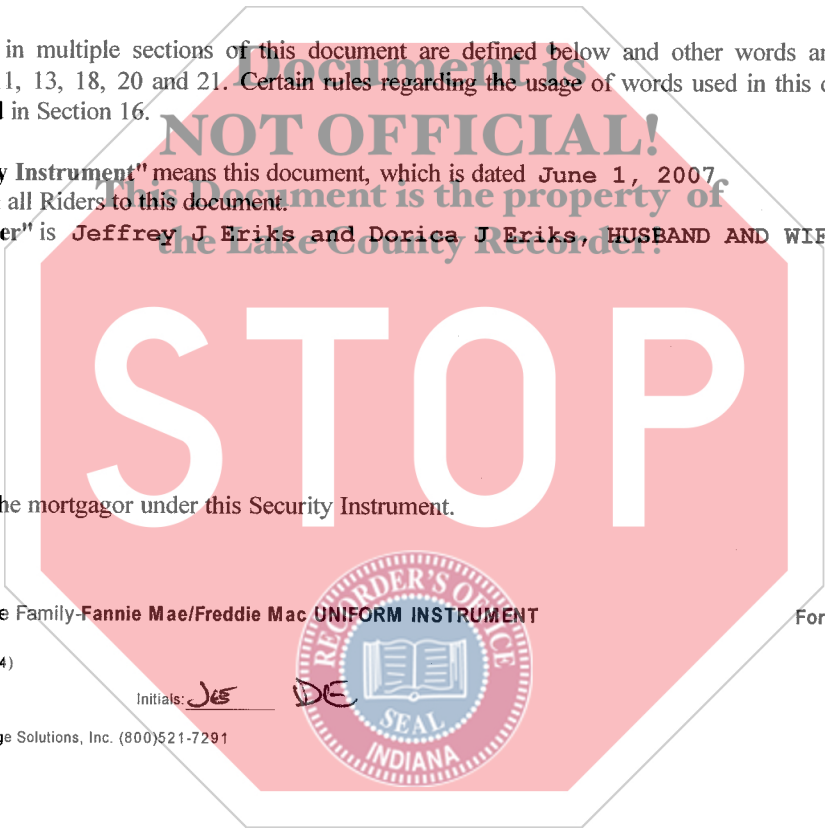 in multiple sections of this document are defined below and other words
11, 13, 18, 20 and 21. Certain rules regarding the usage of words used in this
in Section 16.
Document is
NOT OFFICIAL!
This Document is the property of
the Lake County Recorder!
Instrument" means this document, which is dated June 1, 2007,
all Riders to this document.
er" is Jeffrey J Eriks and Dorica J Eriks, HUSBAND AND WIF
STOP
he mortgagor under this Security Instrument.
e Family-Fannie Mae/Freddie Mac UNIFORM INSTRUMENT
For
4)
Initials: JEE DE
ge Solutions, Inc. (800)521-7291
RECORDER'S OFFICE
SEAL
INDIANA